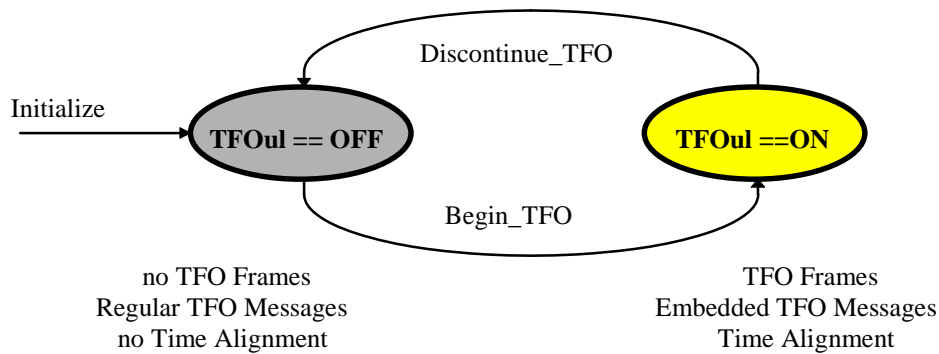 Discontinue_TFO
Initialize
TFOul == OFF
TFOul ==ON
Begin_TFO
no TFO Frames
Regular TFO Messages
no Time Alignment
TFO Frames
Embedded TFO Messages
Time Alignment